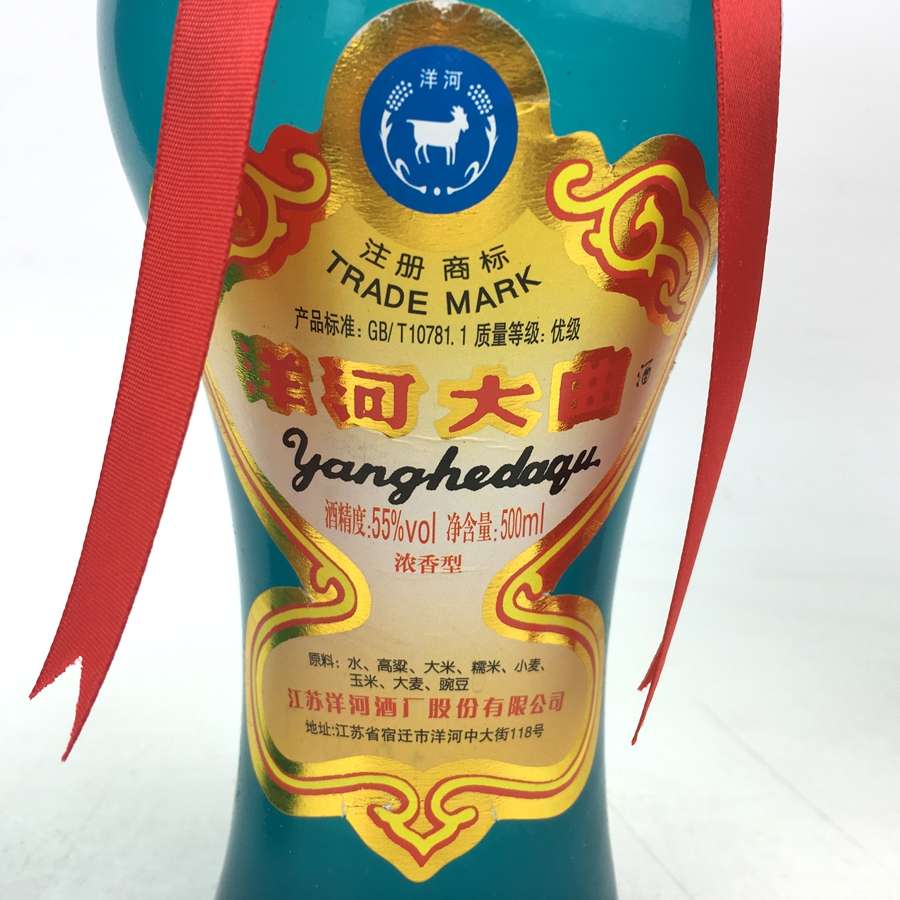 洋河
注册 商标
TRADE MARK
产品标准：GB/T10781.1 质量等级：优级
洋河大曲酒
Yanghedaqu
酒精度:55%vol 净含量:500ml
浓香型
原料：水、高粱、大米、糯米、小麦、
玉米、大麦、豌豆
江苏洋河酒厂股份有限公司
地址:江苏省宿迁市洋河中大街118号